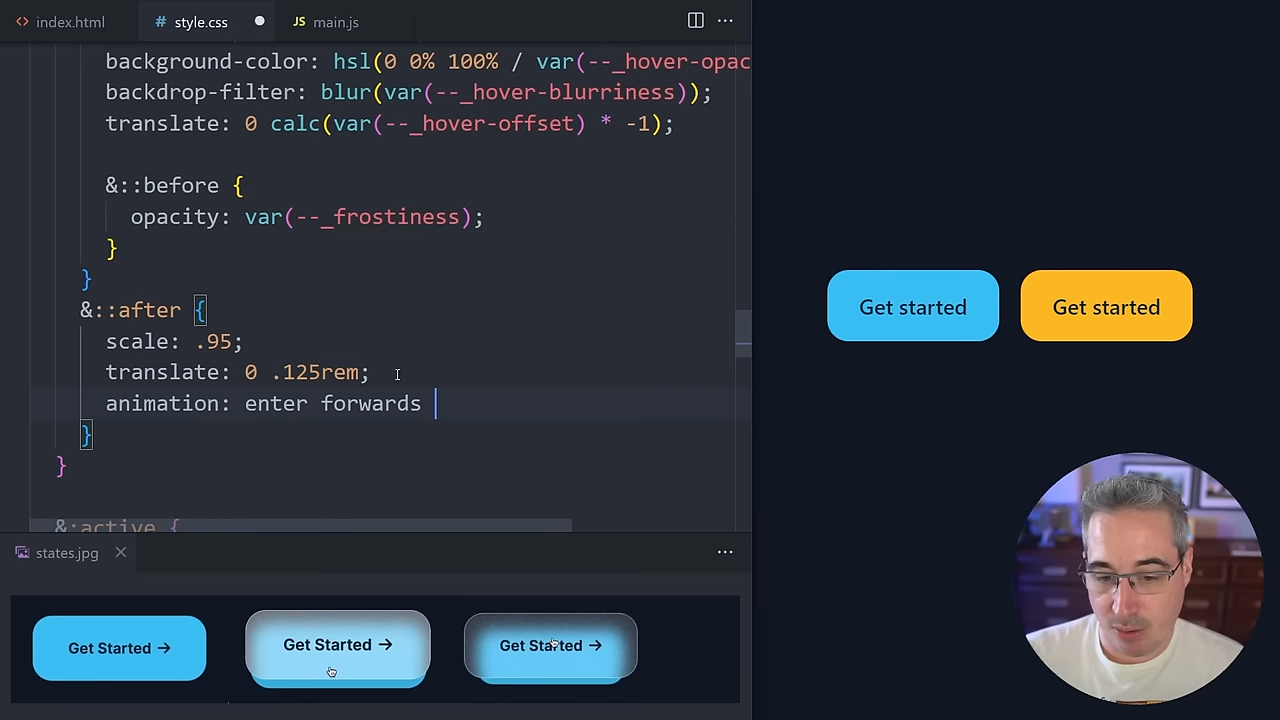 index.html
style.css
main.js
background-color: hsl(0 0% 100% / var(--_hover-opac
backdrop-filter: blur(var(--_hover-blurriness));
translate: 0 calc(var(--_hover-offset) * -1);
&::before {
opacity: var(--_frostiness);
}
}
&::after {
scale: .95;
translate: 0 .125rem;
animation: enter forwards
}
}
&:active {
states.jpg
Get Started →
Get Started →
Get Started →
Get started
Get started